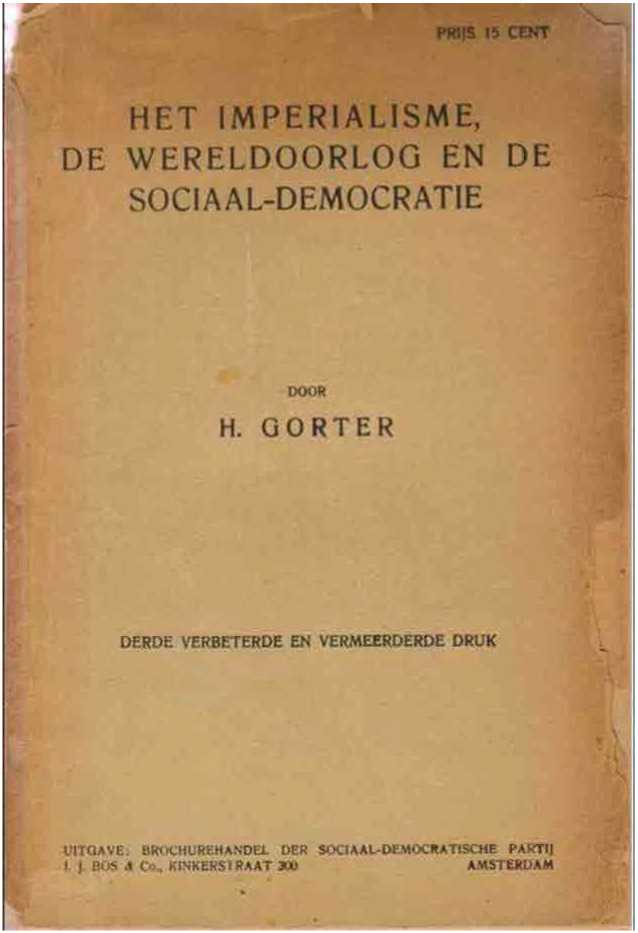 PRIJS 15 CENT
HET IMPERIALISME,
DE WERELDOORLOG EN DE
SOCIAAL-DEMOCRATIE
DOOR
H. GORTER
DERDE VERBETERDE EN VERMEERDERDE DRUK
UITGAVE: BROCHUREHANDEL DER SOCIAAL-DEMOCRATISCHE PARTIJ
J. J. BOS & Co., KINKERSTRAAT 300 AMSTERDAM